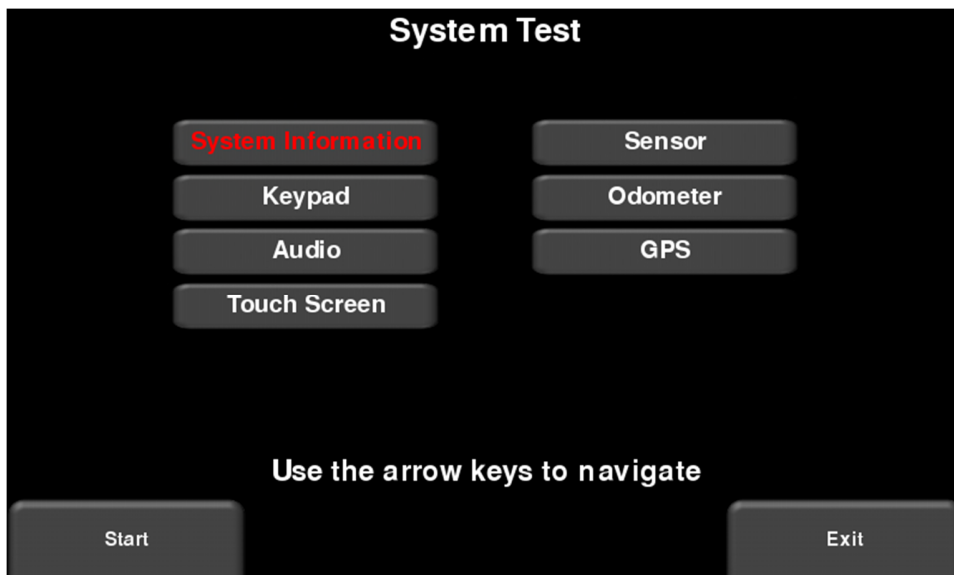 System Test
System Information
Sensor
Keypad
Odometer
Audio
GPS
Touch Screen
Use the arrow keys to navigate
Start
Exit